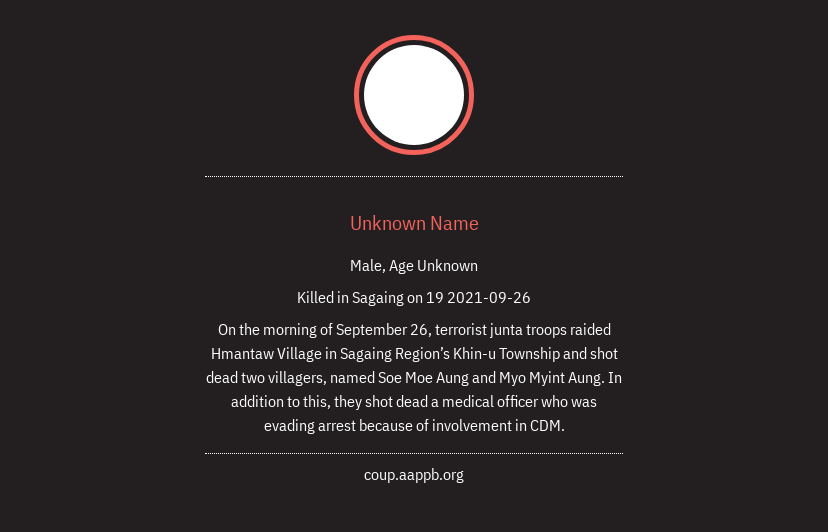 Unknown Name
Male, Age Unknown
Killed in Sagaing on 19 2021-09-26
On the morning of September 26, terrorist junta troops raided
Hmantaw Village in Sagaing Region’s Khin-u Township and shot
dead two villagers, named Soe Moe Aung and Myo Myint Aung. In
addition to this, they shot dead a medical officer who was
evading arrest because of involvement in CDM.
coup.aappb.org